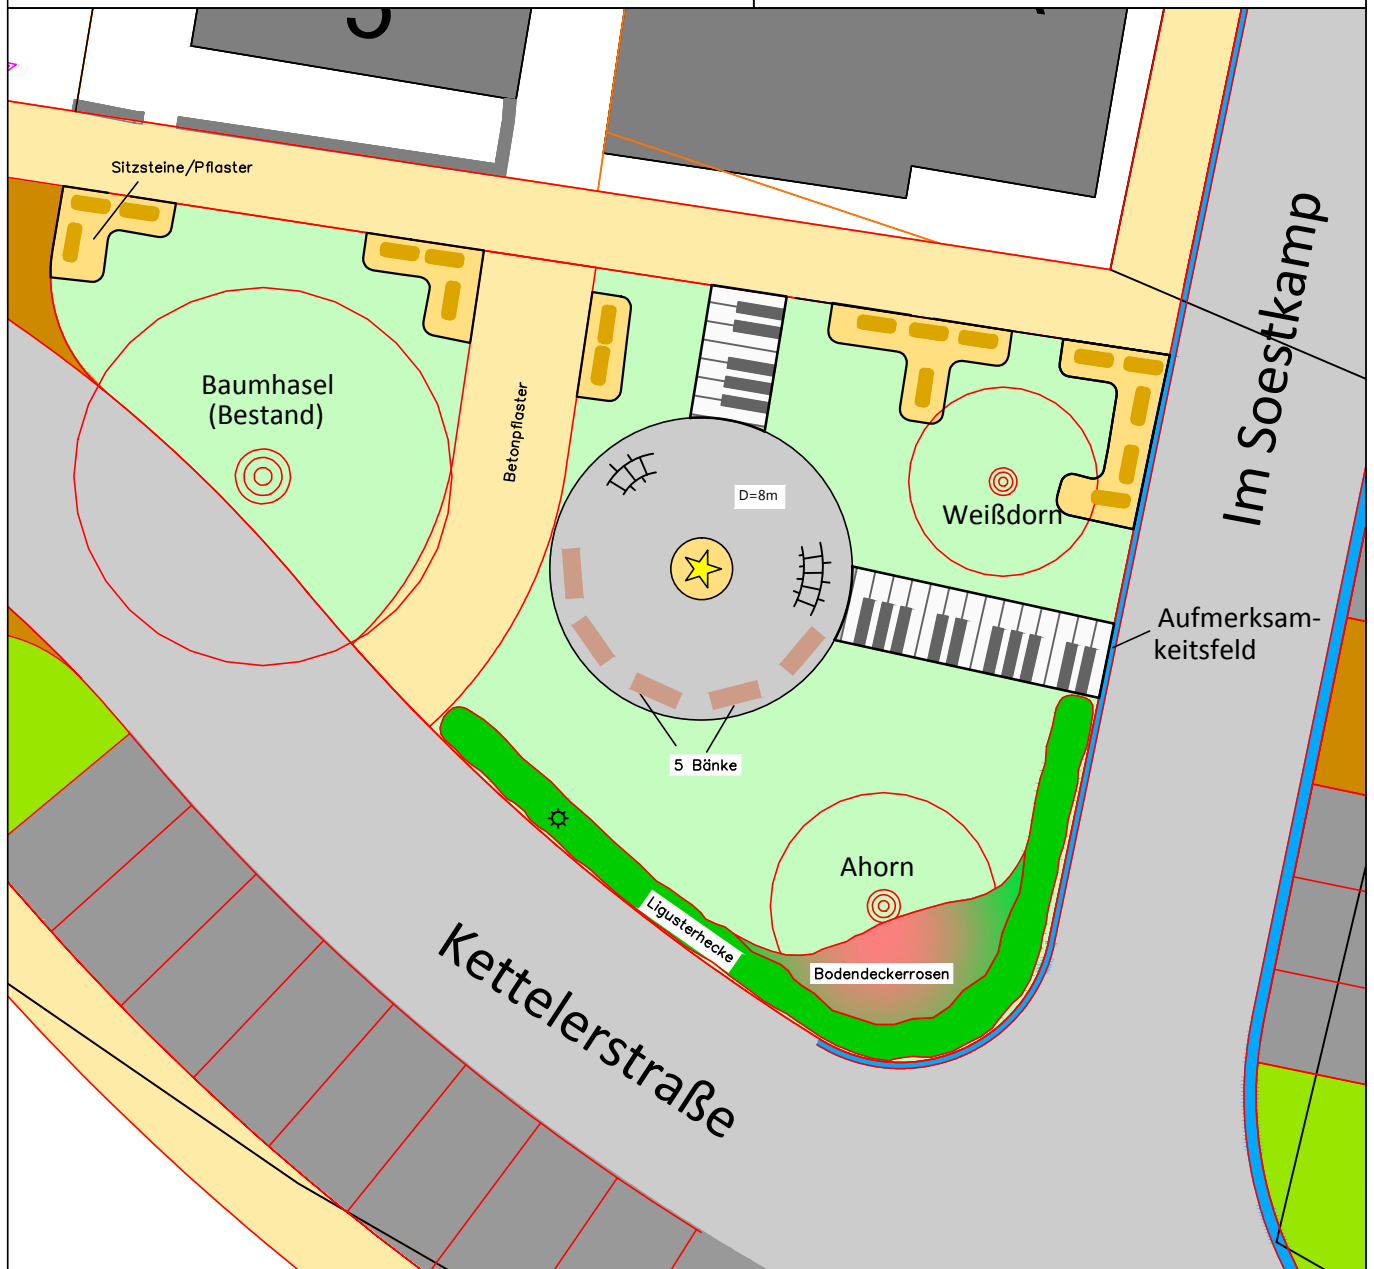 Sitzsteine/Pflaster
Im Soestkamp
Baumhasel
(Bestand)
Betonpflaster
D=8m
Weißdorn
Aufmerksam-
keitsfeld
5 Bänke
Ahorn
Ligusterhecke
Bodendeckerrosen
Kettelerstraße